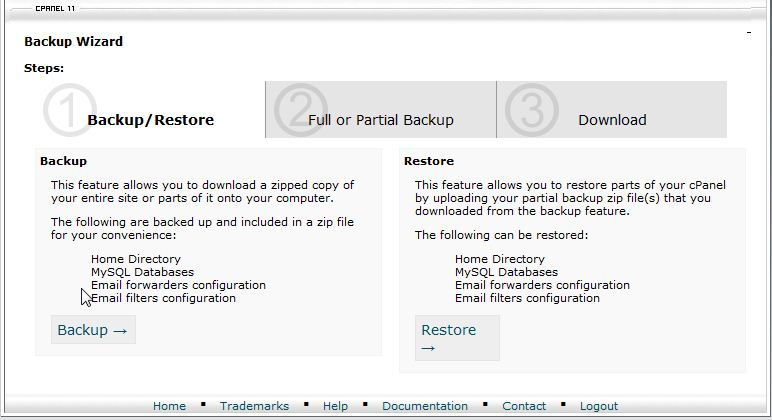 CPANEL 11
Backup Wizard
Steps:
1 Backup/Restore
2 Full or Partial Backup
3 Download
Backup
This feature allows you to download a zipped copy of
your entire site or parts of it onto your computer.
The following are backed up and included in a zip file
for your convenience:
Home Directory
MySQL Databases
Email forwarders configuration
Email filters configuration
Backup →
Restore
This feature allows you to restore parts of your cPanel
by uploading your partial backup zip file(s) that you
downloaded from the backup feature.
The following can be restored:
Home Directory
MySQL Databases
Email forwarders configuration
Email filters configuration
Restore
→
Home ▪ Trademarks ▪ Help ▪ Documentation ▪ Contact ▪ Logout